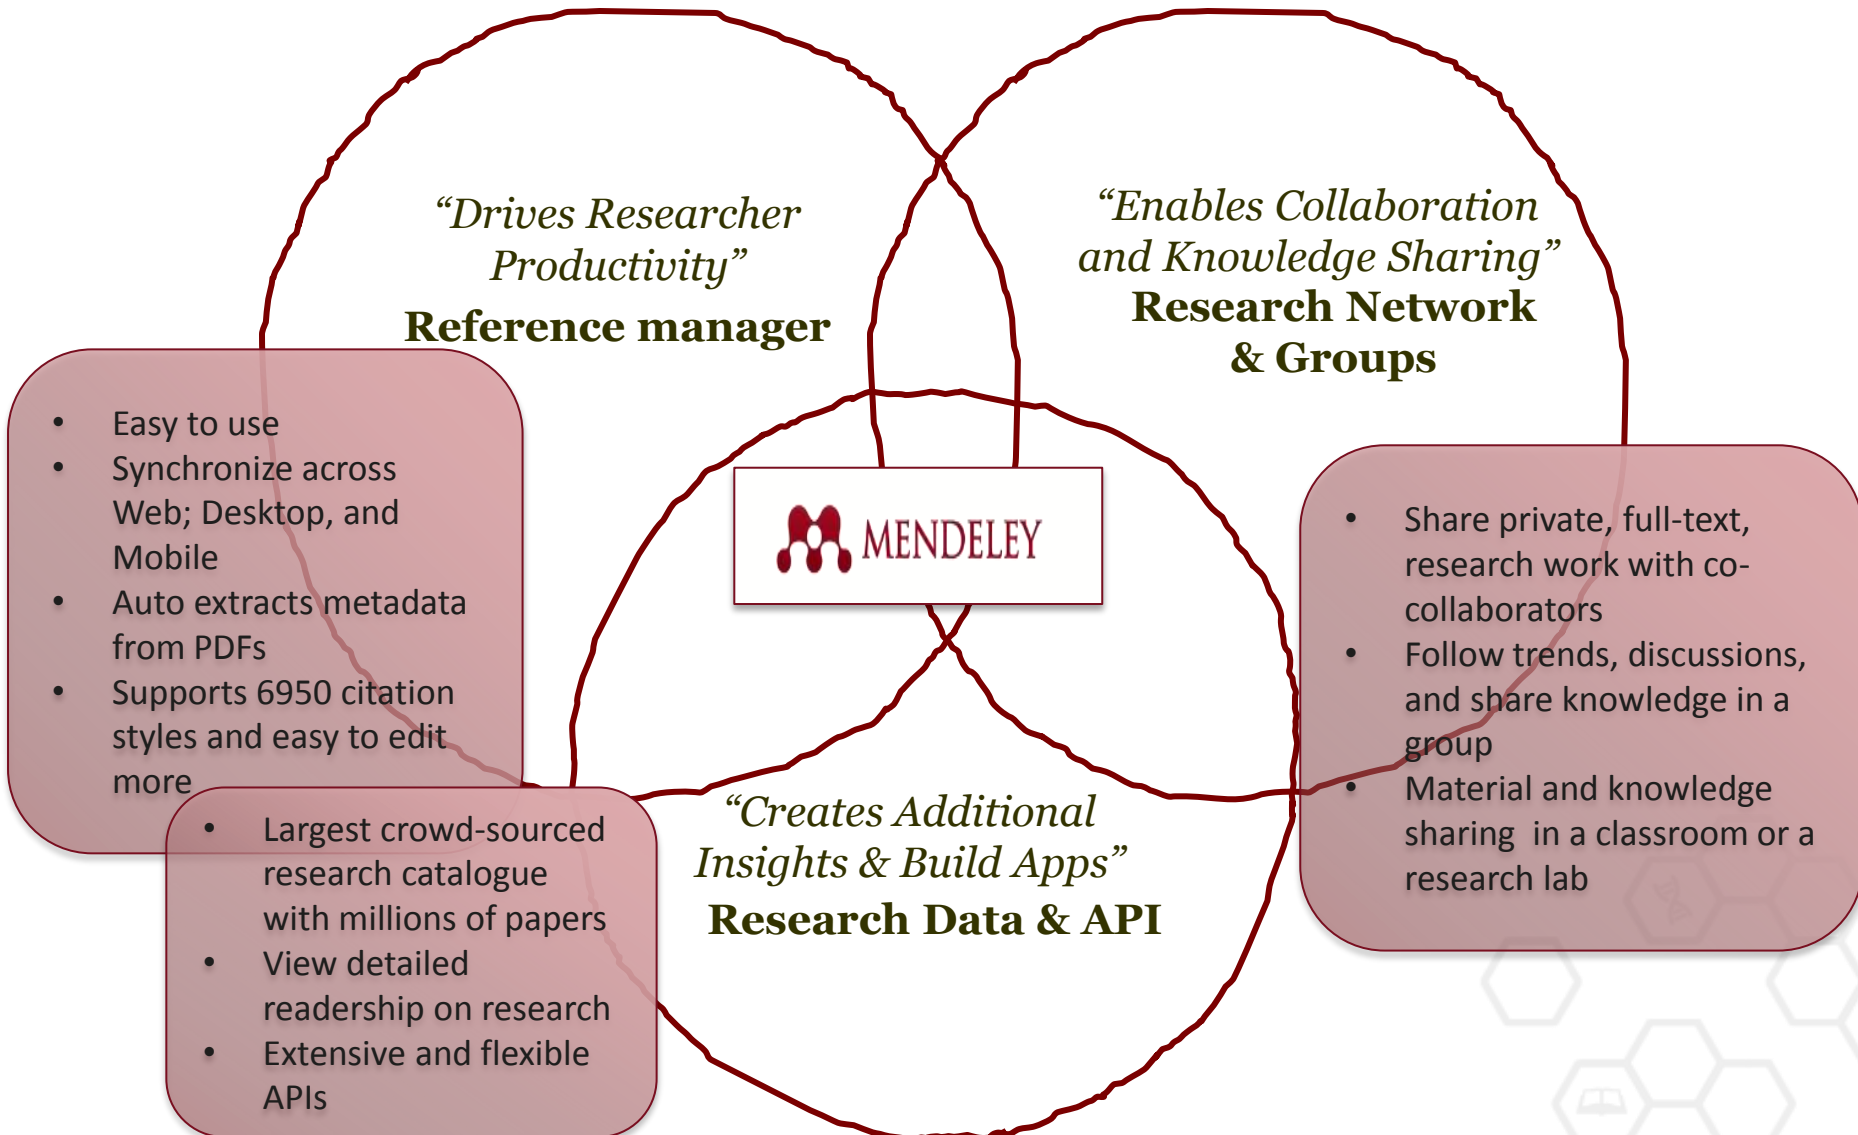 “Drives Researcher
Productivity”
Reference manager
“Enables Collaboration
and Knowledge Sharing”
Research Network
& Groups
• Easy to use
• Synchronize across
Web; Desktop, and
Mobile
• Auto extracts metadata
from PDFs
• Supports 6950 citation
styles and easy to edit
more
MENDELEY
• Share private, full-text,
research work with co-
collaborators
• Follow trends, discussions,
and share knowledge in a
group
• Material and knowledge
sharing in a classroom or a
research lab
• Largest crowd-sourced
research catalogue
with millions of papers
• View detailed
readership on research
• Extensive and flexible
APIs
“Creates Additional
Insights & Build Apps”
Research Data & API